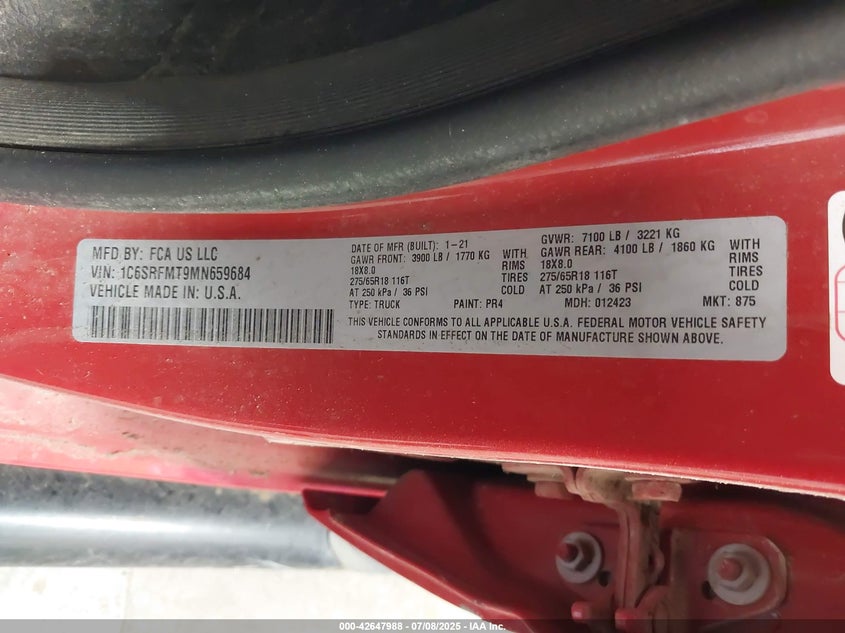 MFD BY: FCA US LLC
VIN: 1C6SRFMT9MN659684
VEHICLE MADE IN: U.S.A.
DATE OF MFR (BUILT): 1-21
GAWR FRONT: 3900 LB / 1770 KG WITH
18X8.0 RIMS
275/65R18 116T TIRES
AT 250 kPa / 36 PSI COLD
TYPE: TRUCK PAINT: PR4
GVWR: 7100 LB / 3221 KG
GAWR REAR: 4100 LB / 1860 KG WITH
18X8.0 RIMS
275/65R18 116T TIRES
AT 250 kPa / 36 PSI COLD
MDH: 012423 MKT: 875
THIS VEHICLE CONFORMS TO ALL APPLICABLE U.S.A. FEDERAL MOTOR VEHICLE SAFETY
STANDARDS IN EFFECT ON THE DATE OF MANUFACTURE SHOWN ABOVE.
000-42647988 - 07/08/2025 - IAA Inc.